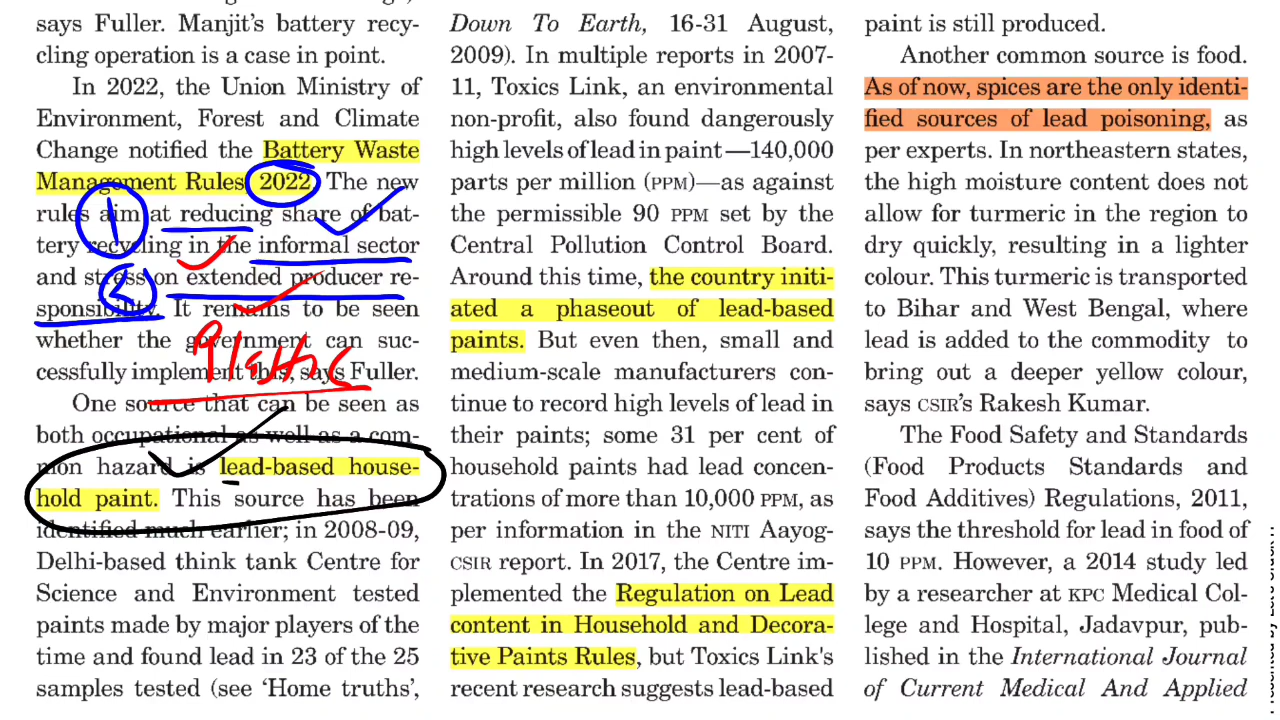 says Fuller. Manjit's battery recy-
cling operation is a case in point.
In 2022, the Union Ministry of
Environment, Forest and Climate
Change notified the Battery Waste
Management Rules 2022. The new
rules aim at reducing share of bat-
tery recycling in the informal sector
and stress on extended producer re-
sponsibility. It remains to be seen
whether the government can suc-
cessfully implement this, says Fuller.
One source that can be seen as
both occupational as well as a com-
mon hazard is lead-based house-
hold paint. This source has been
identified much earlier; in 2008-09,
Delhi-based think tank Centre for
Science and Environment tested
paints made by major players of the
time and found lead in 23 of the 25
samples tested (see 'Home truths',
1
2
Plastic
Down To Earth, 16-31 August,
2009). In multiple reports in 2007-
11, Toxics Link, an environmental
non-profit, also found dangerously
high levels of lead in paint—140,000
parts per million (PPM)—as against
the permissible 90 PPM set by the
Central Pollution Control Board.
Around this time, the country initi-
ated a phaseout of lead-based
paints. But even then, small and
medium-scale manufacturers con-
tinue to record high levels of lead in
their paints; some 31 per cent of
household paints had lead concen-
trations of more than 10,000 PPM, as
per information in the NITI Aayog-
CSIR report. In 2017, the Centre im-
plemented the Regulation on Lead
content in Household and Decora-
tive Paints Rules, but Toxics Link's
recent research suggests lead-based
paint is still produced.
Another common source is food.
As of now, spices are the only identi-
fied sources of lead poisoning, as
per experts. In northeastern states,
the high moisture content does not
allow for turmeric in the region to
dry quickly, resulting in a lighter
colour. This turmeric is transported
to Bihar and West Bengal, where
lead is added to the commodity to
bring out a deeper yellow colour,
says CSIR's Rakesh Kumar.
The Food Safety and Standards
(Food Products Standards and
Food Additives) Regulations, 2011,
says the threshold for lead in food of
10 PPM. However, a 2014 study led
by a researcher at KPC Medical Col-
lege and Hospital, Jadavpur, pub-
lished in the International Journal
of Current Medical And Applied